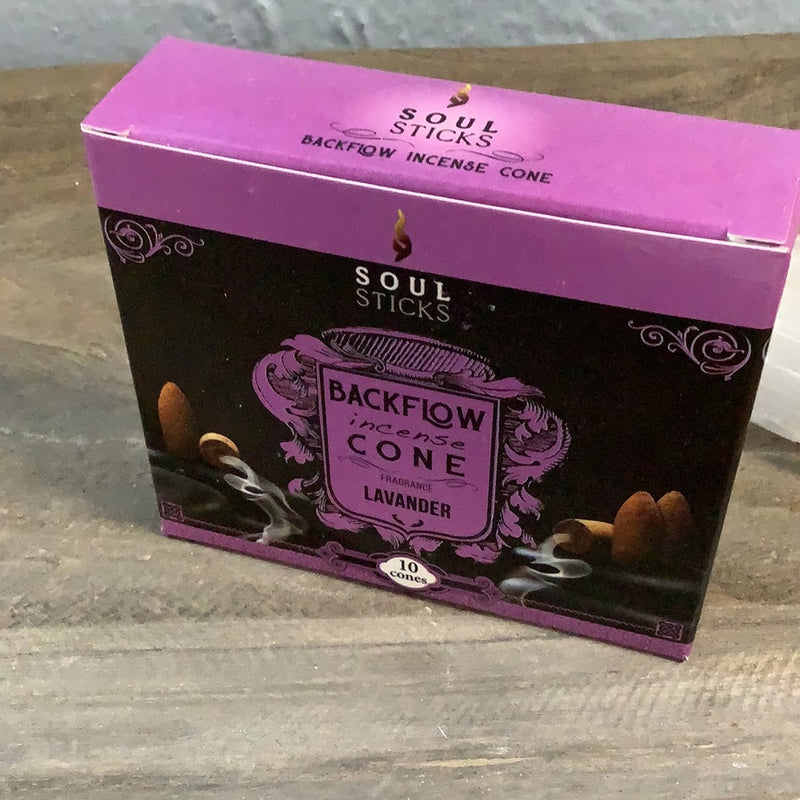 SOUL
STICKS
BACKFLOW INCENSE CONE
SOUL
STICKS
BACKFLOW
incense
CONE
FRAGRANCE
LAVANDER
10
cones